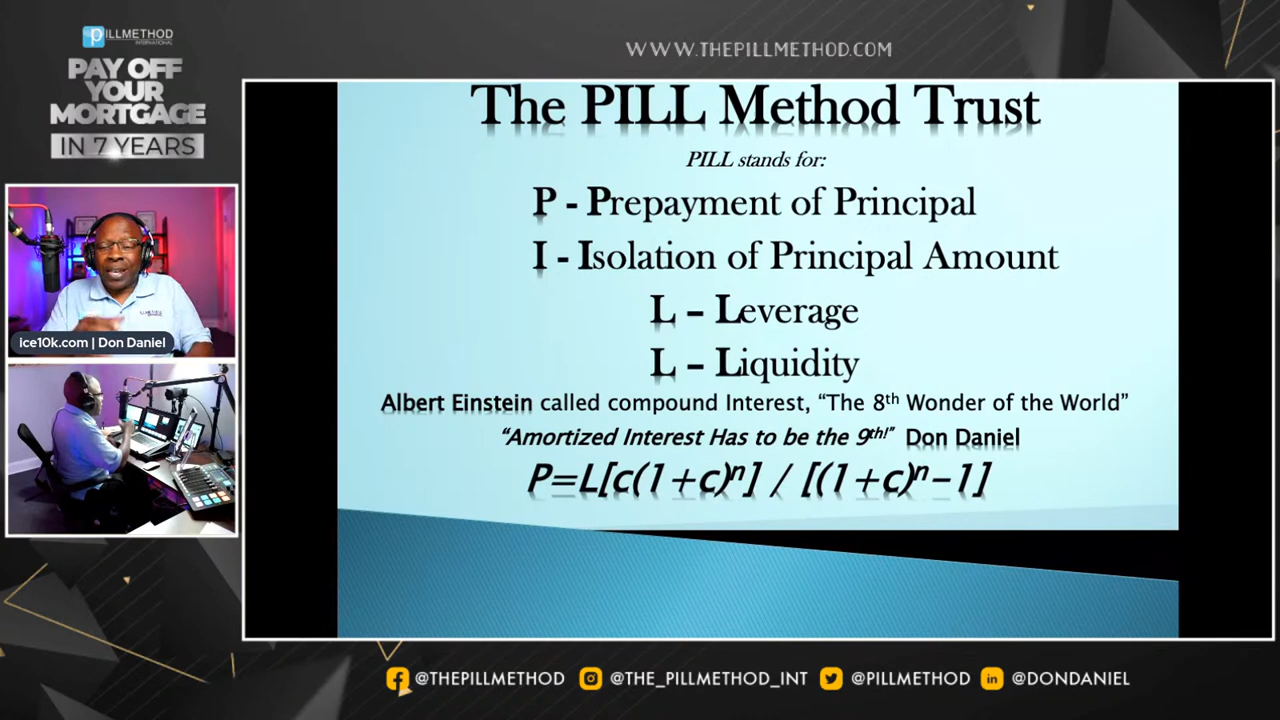 PILLMETHOD
INTERNATIONAL
PAY OFF
YOUR
MORTGAGE
IN 7 YEARS
WWW.THEPILLMETHOD.COM
The PILL Method Trust
PILL stands for:
P - Prepayment of Principal
I - Isolation of Principal Amount
L – Leverage
L – Liquidity
Albert Einstein called compound Interest, “The 8th Wonder of the World”
“Amortized Interest Has to be the 9th!” Don Daniel
P=L[c(1+c)ⁿ] / [(1+c)ⁿ–1]
ice10k.com | Don Daniel
@THEPILLMETHOD @THE_PILLMETHOD_INT @PILLMETHOD @DONDANIEL